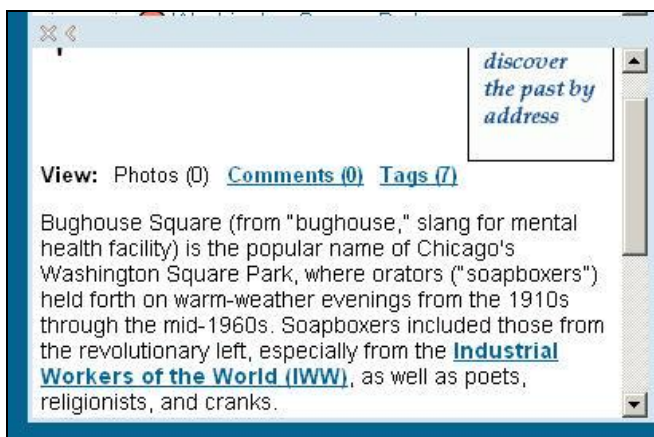 discover
the past by
address
View: Photos (0) Comments (0) Tags (7)
Bughouse Square (from "bughouse," slang for mental
health facility) is the popular name of Chicago's
Washington Square Park, where orators ("soapboxers")
held forth on warm-weather evenings from the 1910s
through the mid-1960s. Soapboxers included those from
the revolutionary left, especially from the Industrial
Workers of the World (IWW), as well as poets,
religionists, and cranks.